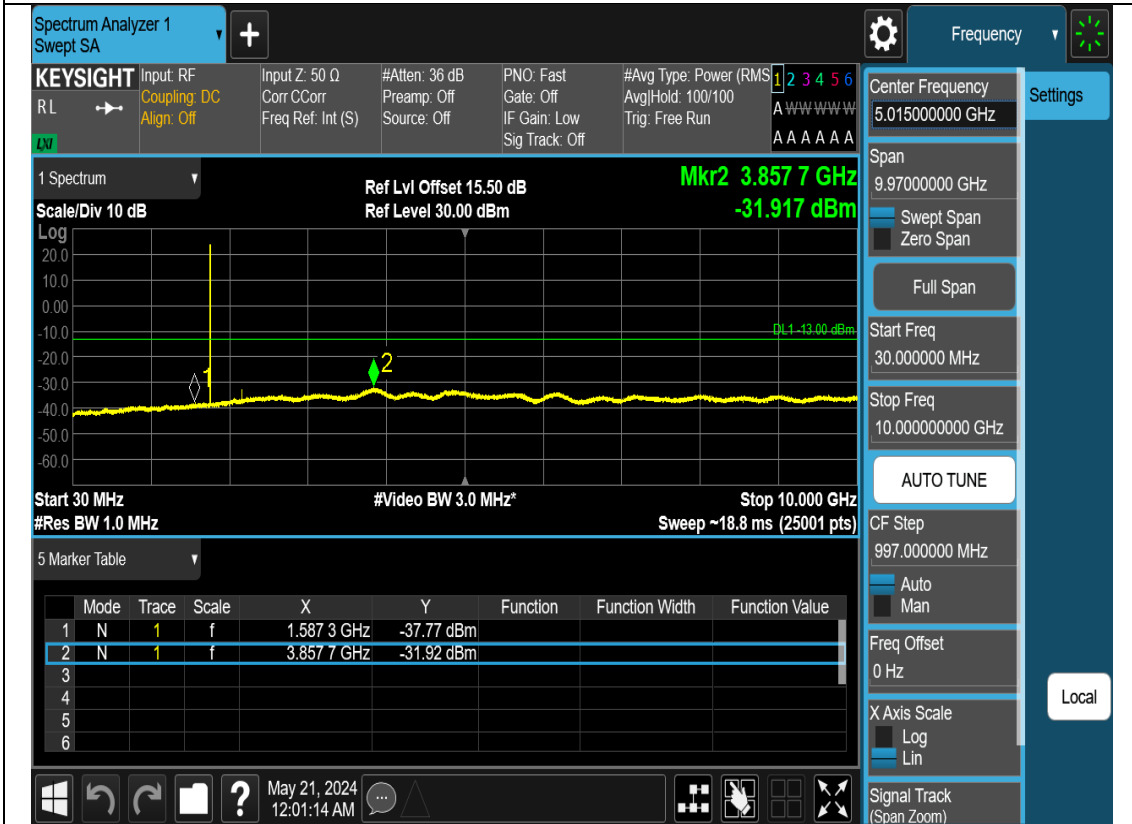 Spectrum Analyzer 1
Swept SA
+
Frequency
KEYSIGHT
RL
LXI
Input: RF
Coupling: DC
Align: Off
Input Z: 50 Ω
Corr CCorr
Freq Ref: Int (S)
#Atten: 36 dB
Preamp: Off
Source: Off
PNO: Fast
Gate: Off
IF Gain: Low
Sig Track: Off
#Avg Type: Power (RMS
Avg|Hold: 100/100
Trig: Free Run
1 2 3 4 5 6
A W W W W W
A A A A A A
1 Spectrum
Scale/Div 10 dB
Ref Lvl Offset 15.50 dB
Ref Level 30.00 dBm
Mkr2 3.857 7 GHz
-31.917 dBm
Log
20.0
10.0
0.00
-10.0
-20.0
-30.0
-40.0
-50.0
-60.0
DL1 -13.00 dBm
1
2
Start 30 MHz
#Res BW 1.0 MHz
#Video BW 3.0 MHz*
Stop 10.000 GHz
Sweep ~18.8 ms (25001 pts)
5 Marker Table
Mode Trace Scale X Y Function Function Width Function Value
1 N 1 f 1.587 3 GHz -37.77 dBm
2 N 1 f 3.857 7 GHz -31.92 dBm
3
4
5
6
Center Frequency
5.015000000 GHz
Settings
Span
9.97000000 GHz
Swept Span
Zero Span
Full Span
Start Freq
30.000000 MHz
Stop Freq
10.000000000 GHz
AUTO TUNE
CF Step
997.000000 MHz
Auto
Man
Freq Offset
0 Hz
Local
X Axis Scale
Log
Lin
Signal Track
(Span Zoom)
?
May 21, 2024
12:01:14 AM